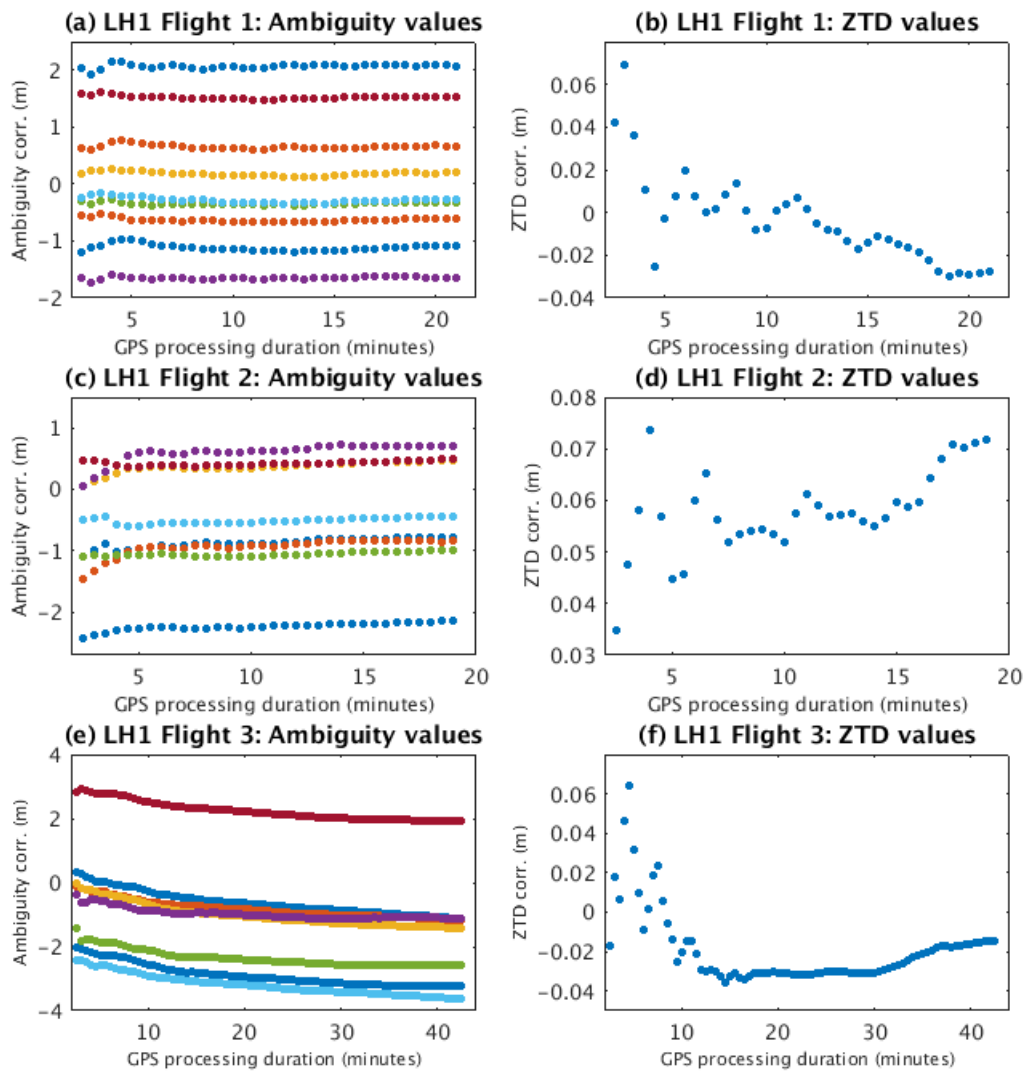 (a) LH1 Flight 1: Ambiguity values
Ambiguity corr. (m)
2
1
0
−1
−2
5 10 15 20
GPS processing duration (minutes)
(b) LH1 Flight 1: ZTD values
ZTD corr. (m)
0.06
0.04
0.02
0
−0.02
−0.04
5 10 15 20
GPS processing duration (minutes)
(c) LH1 Flight 2: Ambiguity values
Ambiguity corr. (m)
1
0
−1
−2
5 10 15 20
GPS processing duration (minutes)
(d) LH1 Flight 2: ZTD values
ZTD corr. (m)
0.08
0.07
0.06
0.05
0.04
0.03
5 10 15 20
GPS processing duration (minutes)
(e) LH1 Flight 3: Ambiguity values
Ambiguity corr. (m)
4
2
0
−2
−4
10 20 30 40
GPS processing duration (minutes)
(f) LH1 Flight 3: ZTD values
ZTD corr. (m)
0.06
0.04
0.02
0
−0.02
−0.04
10 20 30 40
GPS processing duration (minutes)